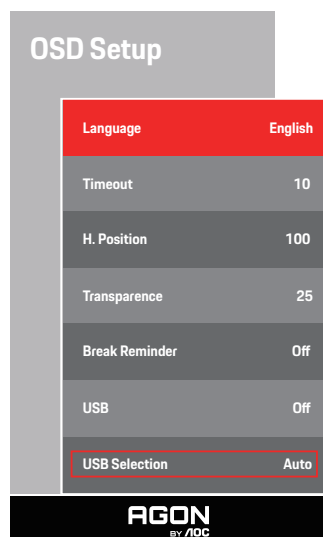 OSD Setup
Language English
Timeout 10
H. Position 100
Transparence 25
Break Reminder Off
USB Off
USB Selection Auto
AGON
BY AOC